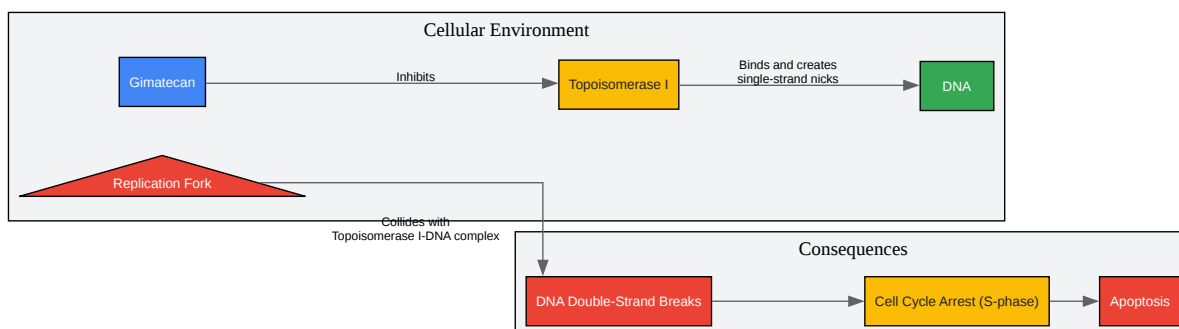 Cellular Environment
Gimatecan
Inhibits
Topoisomerase I
Binds and creates
single-strand nicks
DNA
Replication Fork
Collides with
Topoisomerase I-DNA complex
Consequences
DNA Double-Strand Breaks
Cell Cycle Arrest (S-phase)
Apoptosis